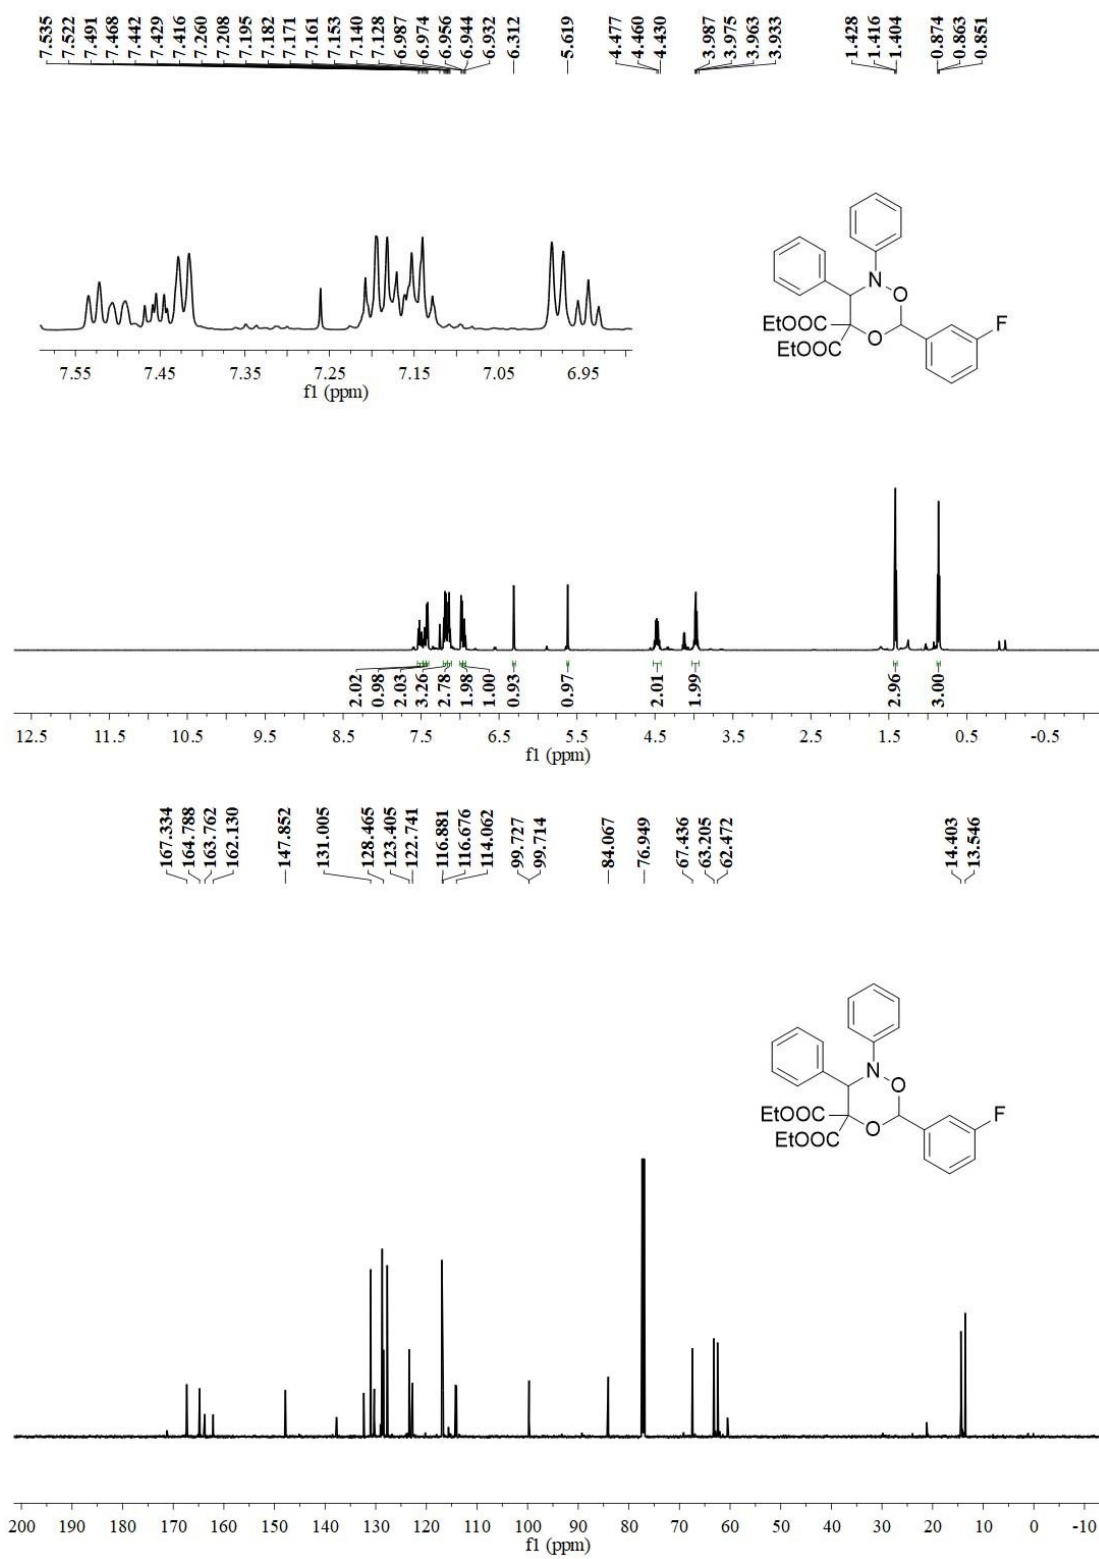 7.535 7.522 7.491 7.468 7.442 7.429 7.416 7.260 7.208 7.195 7.182 7.171 7.161 7.153 7.140 7.128 6.987 6.974 6.956 6.944 6.932 6.312 5.619 4.477 4.460 4.430 3.987 3.975 3.963 3.933 1.428 1.416 1.404 0.874 0.863 0.851
N
O
EtOOC
EtOOC
O
F
7.55 7.45 7.35 7.25 7.15 7.05 6.95
f1 (ppm)
2.02 0.98 2.03 3.26 2.78 1.98 1.00 0.93 0.97 2.01 1.99 2.96 3.00
12.5 11.5 10.5 9.5 8.5 7.5 6.5 5.5 4.5 3.5 2.5 1.5 0.5 -0.5
f1 (ppm)
167.334 164.788 163.762 162.130 147.852 131.005 128.465 123.405 122.741 116.881 116.676 114.062 99.727 99.714 84.067 76.949 67.436 63.205 62.472 14.403 13.546
N
O
EtOOC
EtOOC
O
F
200 190 180 170 160 150 140 130 120 110 100 90 80 70 60 50 40 30 20 10 0 -10
f1 (ppm)